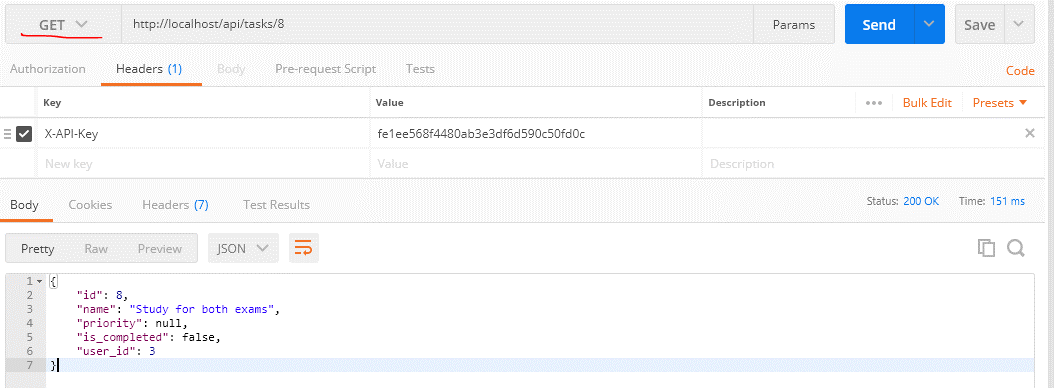 GET http://localhost/api/tasks/8 Params Send Save
Authorization Headers (1) Body Pre-request Script Tests Code
Key Value Description ••• Bulk Edit Presets
X-API-Key fe1ee568f4480ab3e3df6d590c50fd0c
New key Value Description
Body Cookies Headers (7) Test Results Status: 200 OK Time: 151 ms
Pretty Raw Preview JSON
1 {
2 "id": 8,
3 "name": "Study for both exams",
4 "priority": null,
5 "is_completed": false,
6 "user_id": 3
7 }